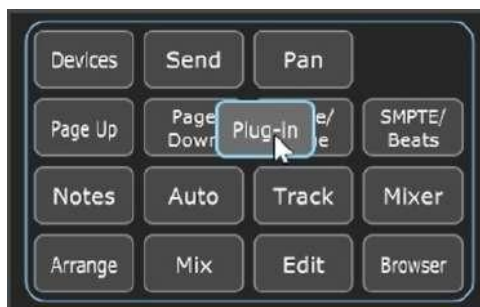 Devices
Send
Pan
Page Up
Page
Down
Plug-in
e/
e
SMPTE/
Beats
Notes
Auto
Track
Mixer
Arrange
Mix
Edit
Browser